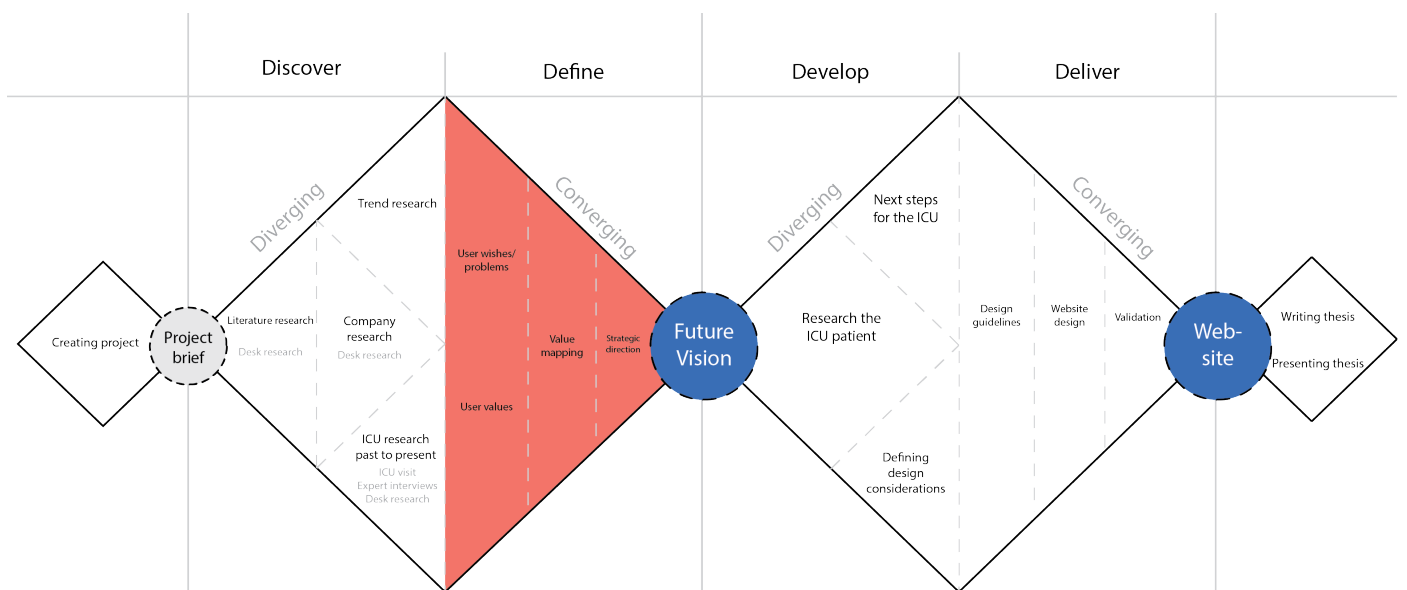 Discover
Define
Develop
Deliver
Diverging
Converging
Diverging
Converging
Creating project
Project
brief
Trend research
Literature research
Desk research
Company
research
Desk research
ICU research
past to present
ICU visit
Expert interviews
Desk research
User wishes/
problems
User values
Value
mapping
Strategic
direction
Future
Vision
Next steps
for the ICU
Research the
ICU patient
Defining
design
considerations
Design
guidelines
Website
design
Validation
Web-
site
Writing thesis
Presenting thesis